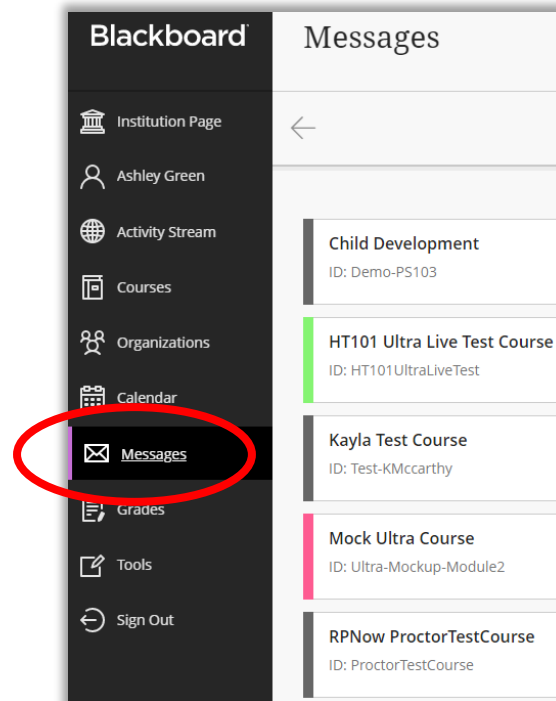 Blackboard
Institution Page
Ashley Green
Activity Stream
Courses
Organizations
Calendar
Messages
Grades
Tools
Sign Out
Messages
Child Development
ID: Demo-PS103
HT101 Ultra Live Test Course
ID: HT101UltraLiveTest
Kayla Test Course
ID: Test-KMccarthy
Mock Ultra Course
ID: Ultra-Mockup-Module2
RPNow ProctorTestCourse
ID: ProctorTestCourse